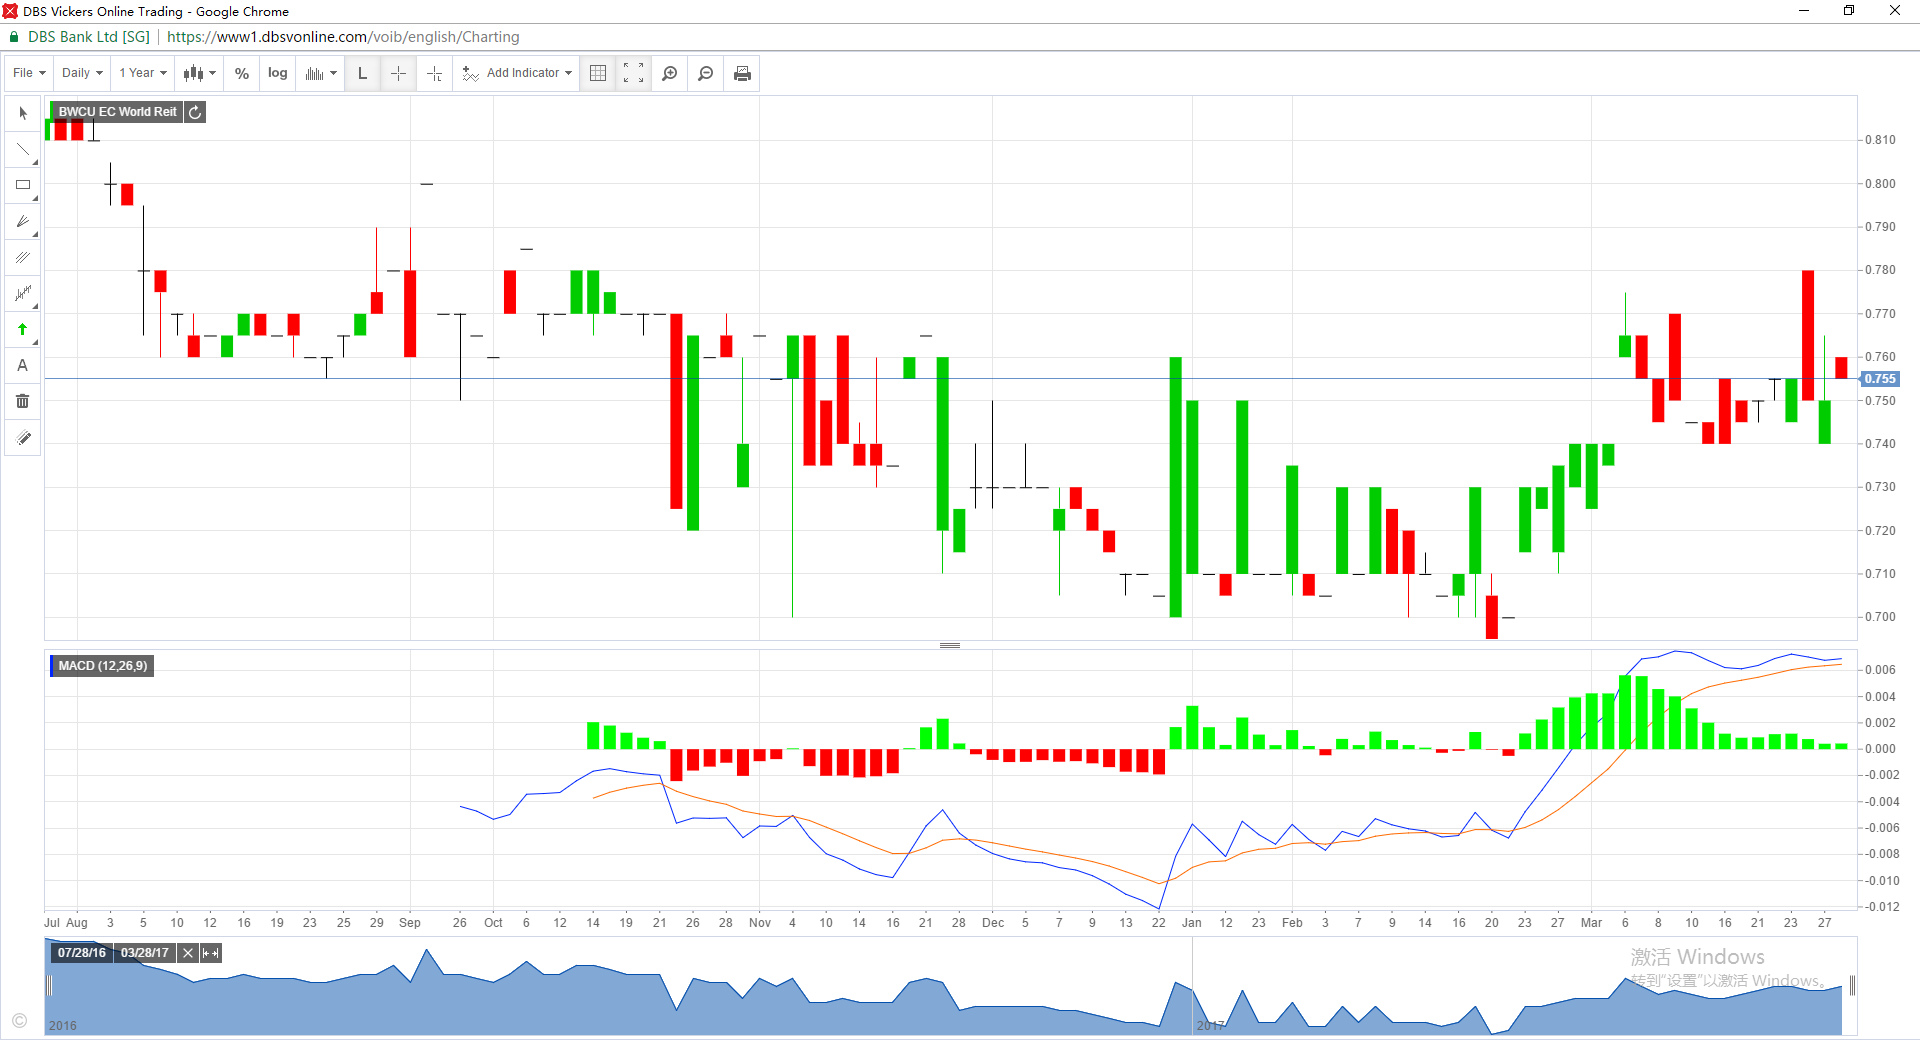 DBS Vickers Online Trading - Google Chrome
DBS Bank Ltd [SG] | https://www1.dbsvonline.com/voib/english/Charting
File Daily 1 Year % log L Add Indicator
BWCU EC World Reit
0.810
0.800
0.790
0.780
0.770
0.760
0.755
0.750
0.740
0.730
0.720
0.710
0.700
A
MACD (12,26,9)
0.006
0.004
0.002
0.000
-0.002
-0.004
-0.006
-0.008
-0.010
-0.012
Jul Aug 3 5 10 12 16 19 23 25 29 Sep 26 Oct 6 12 14 19 21 26 28 Nov 4 10 14 16 21 28 Dec 5 7 9 13 22 Jan 12 23 Feb 3 7 9 14 16 20 23 27 Mar 6 8 10 16 21 23 27
07/28/16 03/28/17
激活 Windows
转到“设置”以激活 Windows。
©
2016 2017